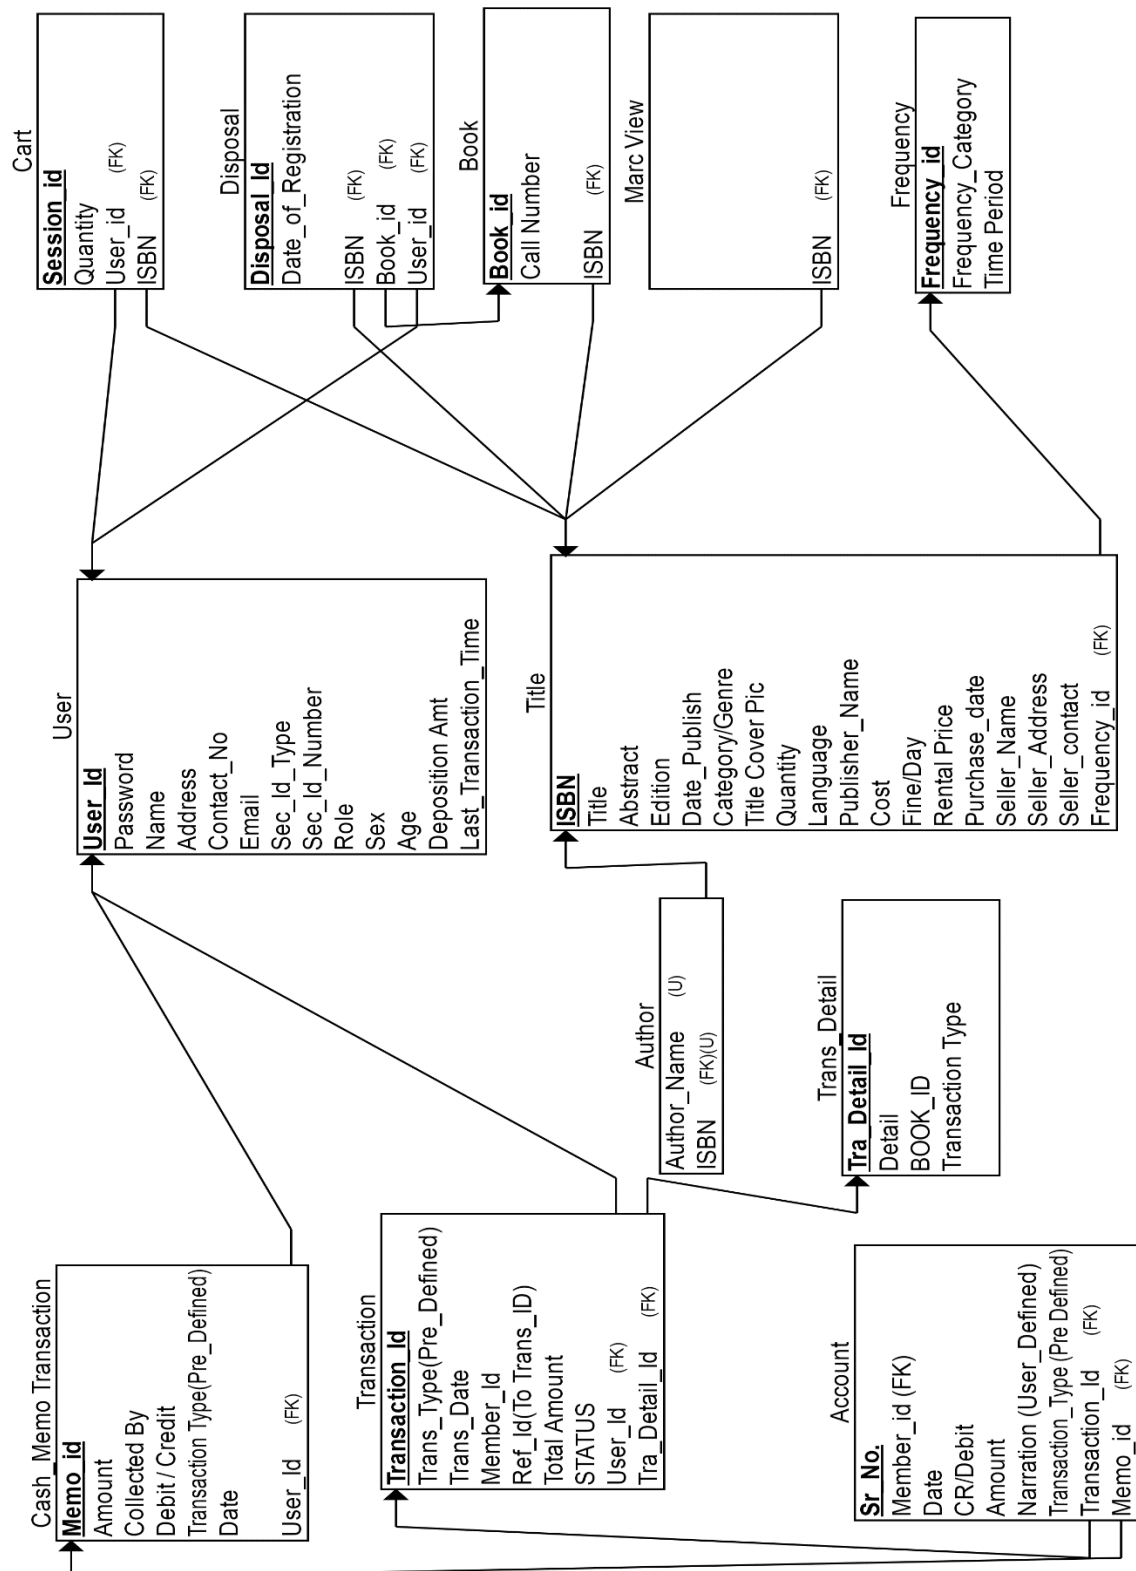 Cash_Memo Transaction
Memo_id
Amount
Collected By
Debit / Credit
Transaction Type(Pre_Defined)
Date
User_Id (FK)
Transaction
Transaction_Id
Trans_Type(Pre_Defined)
Trans_Date
Member_Id
Ref_Id(To Trans_ID)
Total Amount
STATUS
User_Id (FK)
Tra_Detail_Id (FK)
Account
Sr_No.
Member_id (FK)
Date
CR/Debit
Amount
Narration (User_Defined)
Transaction_Type (Pre Defined)
Transaction_Id (FK)
Memo_id (FK)
User
User_Id
Password
Name
Address
Contact_No
Email
Sec_Id_Type
Sec_Id_Number
Role
Sex
Age
Deposition Amt
Last_Transaction_Time
Author
Author_Name (U)
ISBN (FK)(U)
Trans_Detail
Tra_Detail_Id
Detail
BOOK_ID
Transaction Type
Title
ISBN
Title
Abstract
Edition
Date_Publish
Category/Genre
Title Cover Pic
Quantity
Language
Publisher_Name
Cost
Fine/Day
Rental Price
Purchase_date
Seller_Name
Seller_Address
Seller_contact
Frequency_id (FK)
Cart
Session_id
Quantity
User_id (FK)
ISBN (FK)
Disposal
Disposal_Id
Date_of_Registration
ISBN (FK)
Book_id (FK)
User_id (FK)
Book
Book_id
Call Number
ISBN (FK)
Marc View
ISBN (FK)
Frequency
Frequency_id
Frequency_Category
Time Period